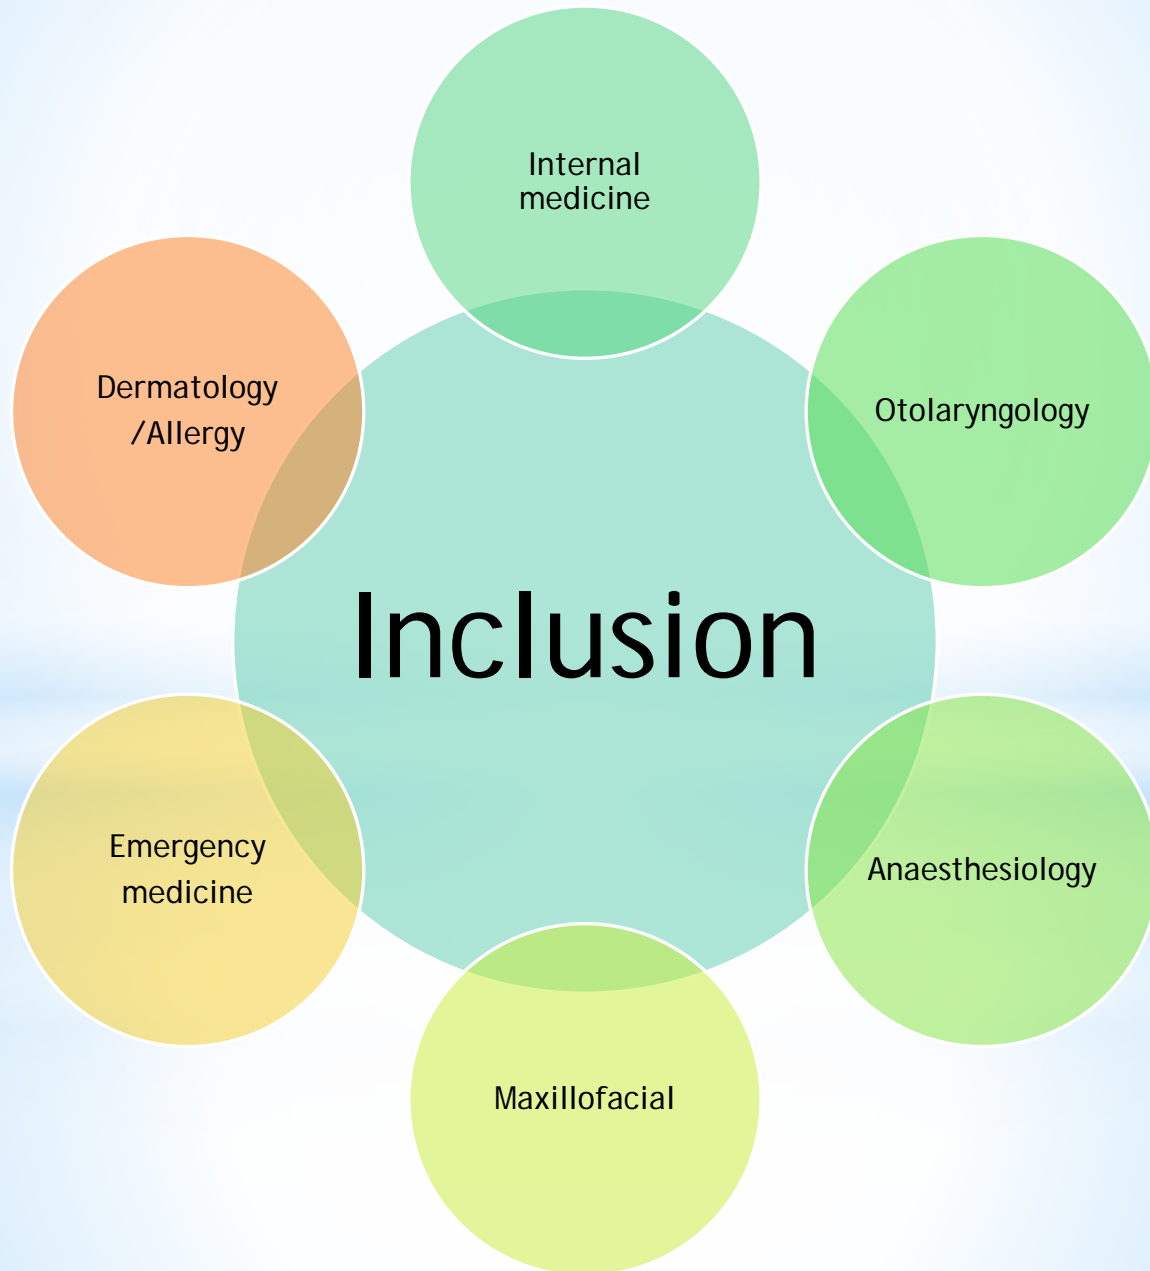 Internal
medicine
Dermatology
/Allergy
Otolaryngology
Inclusion
Emergency
medicine
Anaesthesiology
Maxillofacial